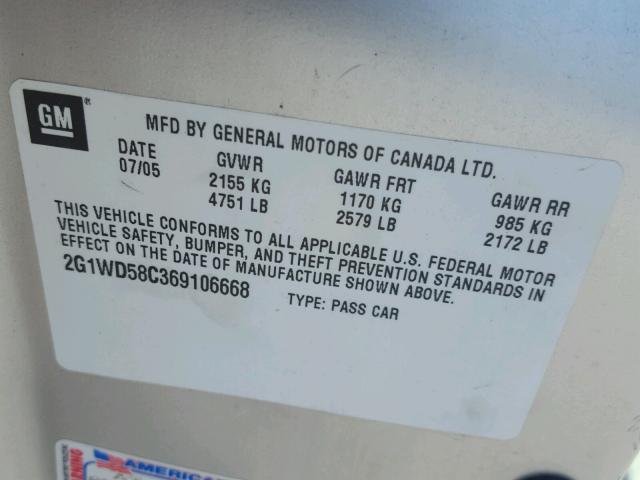 GM®
MFD BY GENERAL MOTORS OF CANADA LTD.
DATE GVWR GAWR FRT GAWR RR
07/05 2155 KG 1170 KG 985 KG
4751 LB 2579 LB 2172 LB
THIS VEHICLE CONFORMS TO ALL APPLICABLE U.S. FEDERAL MOTOR
VEHICLE SAFETY, BUMPER, AND THEFT PREVENTION STANDARDS IN
EFFECT ON THE DATE OF MANUFACTURE SHOWN ABOVE.
2G1WD58C369106668 TYPE: PASS CAR
WARNING
AMERICA